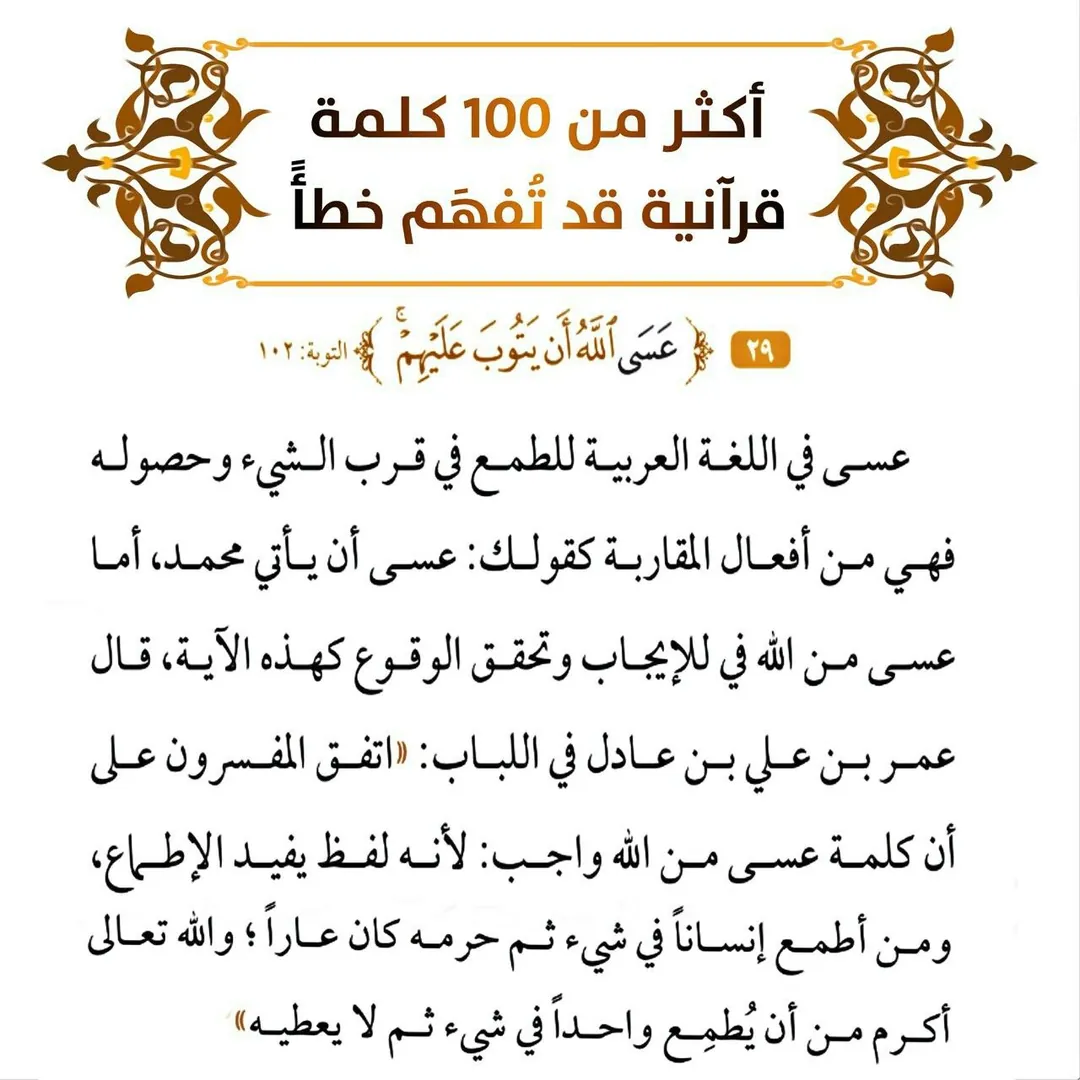 أكثر من 100 كلمة
قرآنية قد تُفهَم خطأً
٢٩ ﴿عَسَى ٱللَّهُ أَن يَتُوبَ عَلَيْهِمْۚ﴾ التوبة: ١٠٢
عسى في اللغة العربية للطمع في قرب الشيء وحصوله
فهي من أفعال المقاربة كقولك: عسى أن يأتي محمد، أما
عسى من الله في للإيجاب وتحقق الوقوع كهذه الآية، قال
عمر بن علي بن عادل في اللباب: «اتفق المفسرون على
أن كلمة عسى من الله واجب: لأنه لفظ يفيد الإطماع،
ومن أطمع إنساناً في شيء ثم حرمه كان عاراً؛ والله تعالى
أكرم من أن يُطمِع واحداً في شيء ثم لا يعطيه»